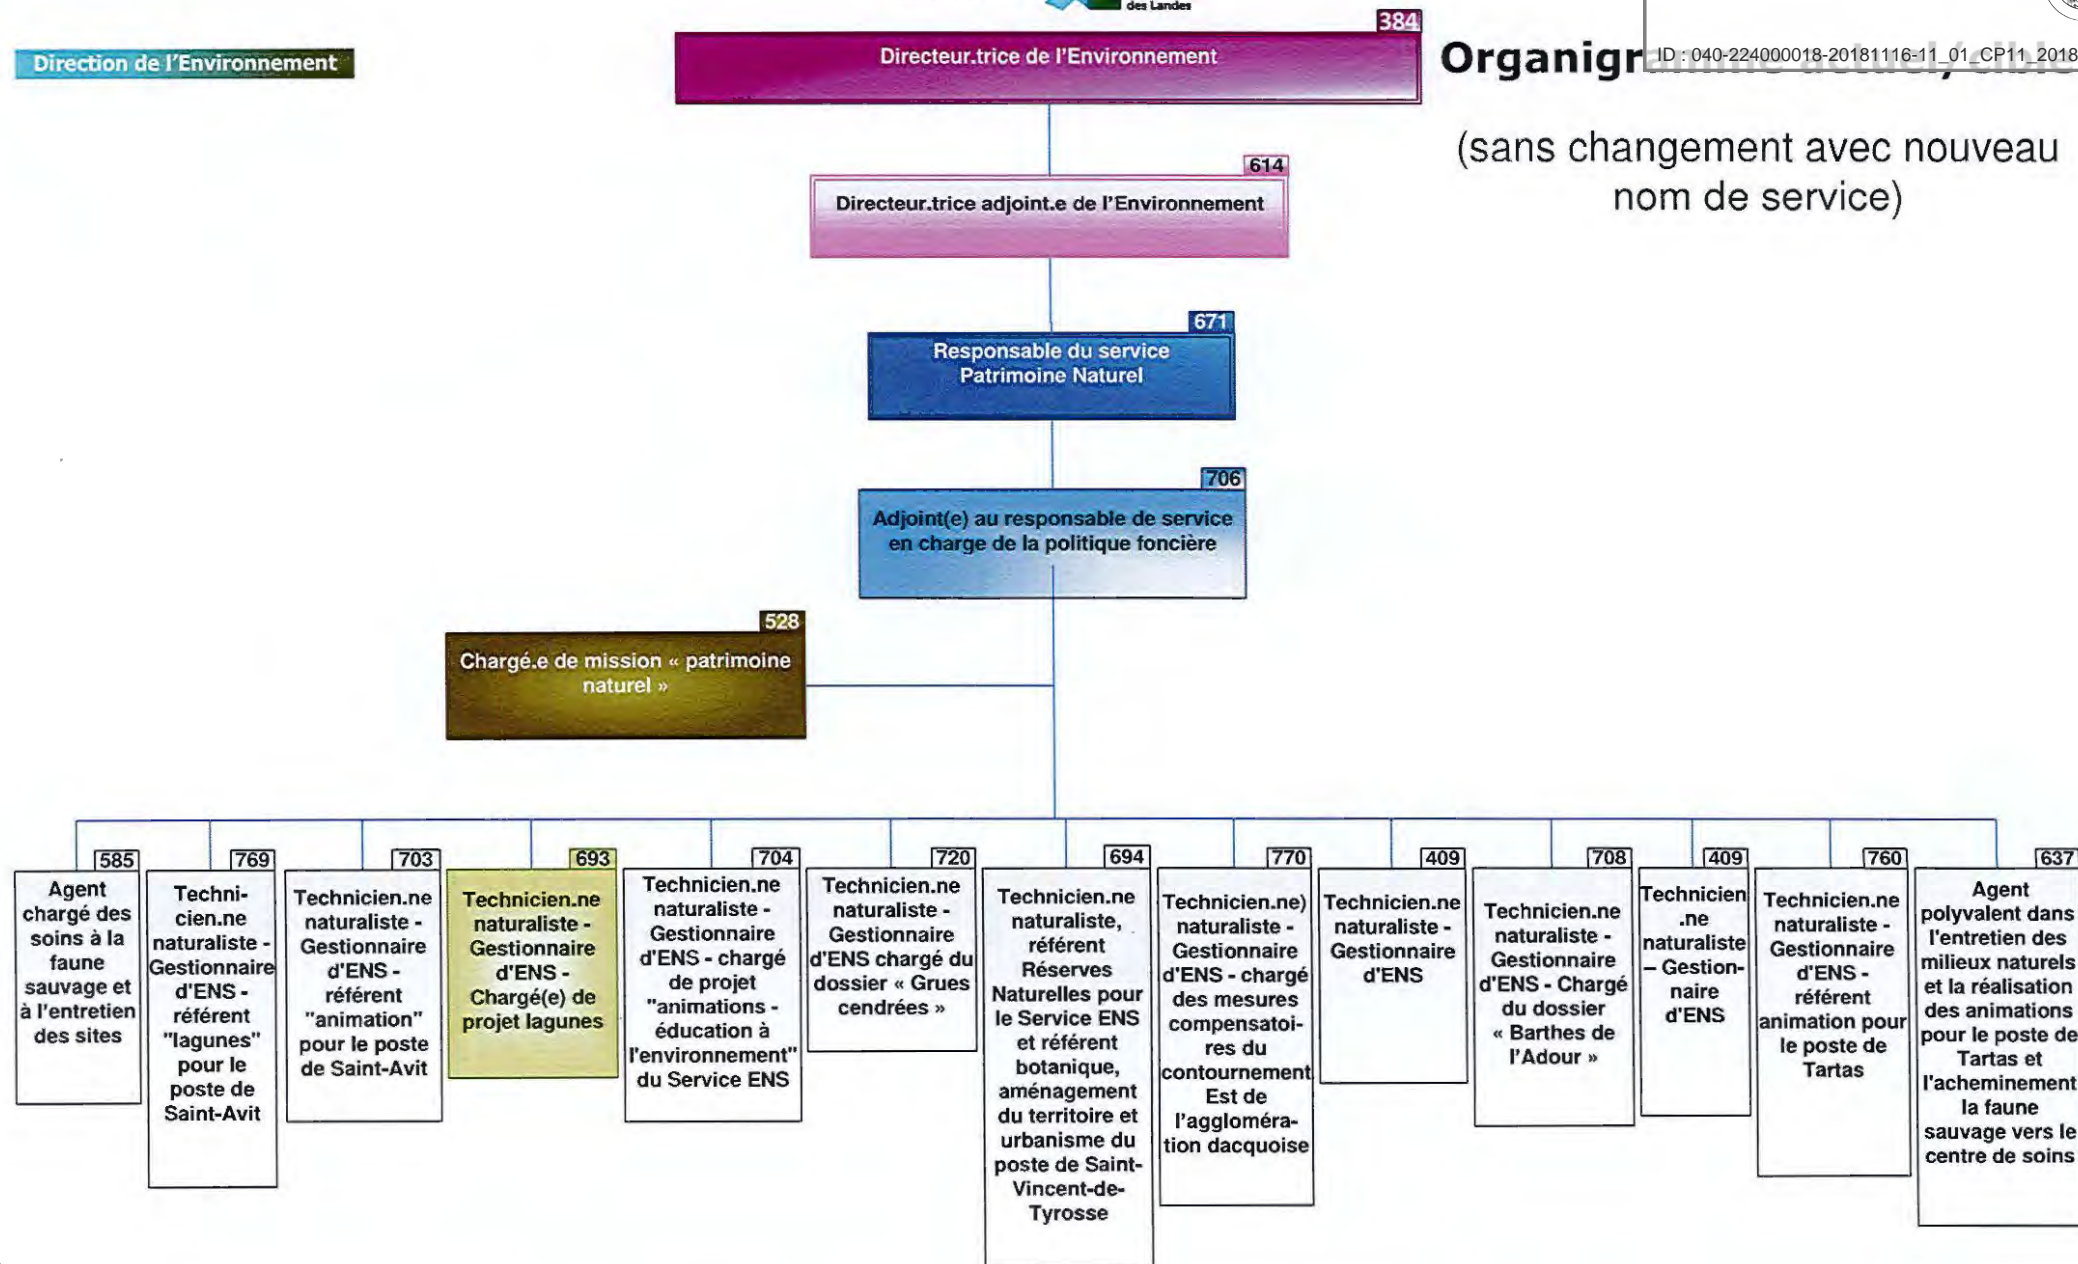 des Landes
Direction de l'Environnement
384
Directeur.trice de l'Environnement
Organigr
ID : 040-224000018-20181116-11_01_CP11_2018
(sans changement avec nouveau
nom de service)
614
Directeur.trice adjoint.e de l'Environnement
671
Responsable du service
Patrimoine Naturel
706
Adjoint(e) au responsable de service
en charge de la politique foncière
528
Chargé.e de mission « patrimoine
naturel »
585
Agent
chargé des
soins à la
faune
sauvage et
à l'entretien
des sites
769
Techni-
cien.ne
naturaliste -
Gestionnaire
d'ENS -
référent
"lagunes"
pour le
poste de
Saint-Avit
703
Technicien.ne
naturaliste -
Gestionnaire
d'ENS -
référent
"animation"
pour le poste
de Saint-Avit
693
Technicien.ne
naturaliste -
Gestionnaire
d'ENS -
Chargé(e) de
projet lagunes
704
Technicien.ne
naturaliste -
Gestionnaire
d'ENS - chargé
de projet
"animations -
éducation à
l'environnement"
du Service ENS
720
Technicien.ne
naturaliste -
Gestionnaire
d'ENS chargé du
dossier « Grues
cendrées »
694
Technicien.ne
naturaliste,
référent
Réserves
Naturelles pour
le Service ENS
et référent
botanique,
aménagement
du territoire et
urbanisme du
poste de Saint-
Vincent-de-
Tyrosse
770
Technicien.ne)
naturaliste -
Gestionnaire
d'ENS - chargé
des mesures
compensatoi-
res du
contournement
Est de
l'aggloméra-
tion dacquoise
409
Technicien.ne
naturaliste -
Gestionnaire
d'ENS
708
Technicien.ne
naturaliste -
Gestionnaire
d'ENS - Chargé
du dossier
« Barthes de
l'Adour »
409
Technicien
.ne
naturaliste
– Gestion-
naire
d'ENS
760
Technicien.ne
naturaliste -
Gestionnaire
d'ENS -
référent
animation pour
le poste de
Tartas
637
Agent
polyvalent dans
l'entretien des
milieux naturels
et la réalisation
des animations
pour le poste de
Tartas et
l'acheminement
la faune
sauvage vers le
centre de soins